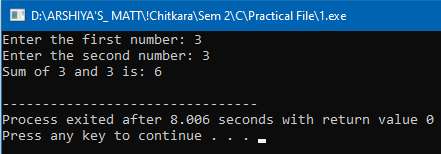 D:\ARSHIYA'S_ MATT\!Chitkara\Sem 2\C\Practical File\1.exe
Enter the first number: 3
Enter the second number: 3
Sum of 3 and 3 is: 6
--------------------------------
Process exited after 8.006 seconds with return value 0
Press any key to continue . . .